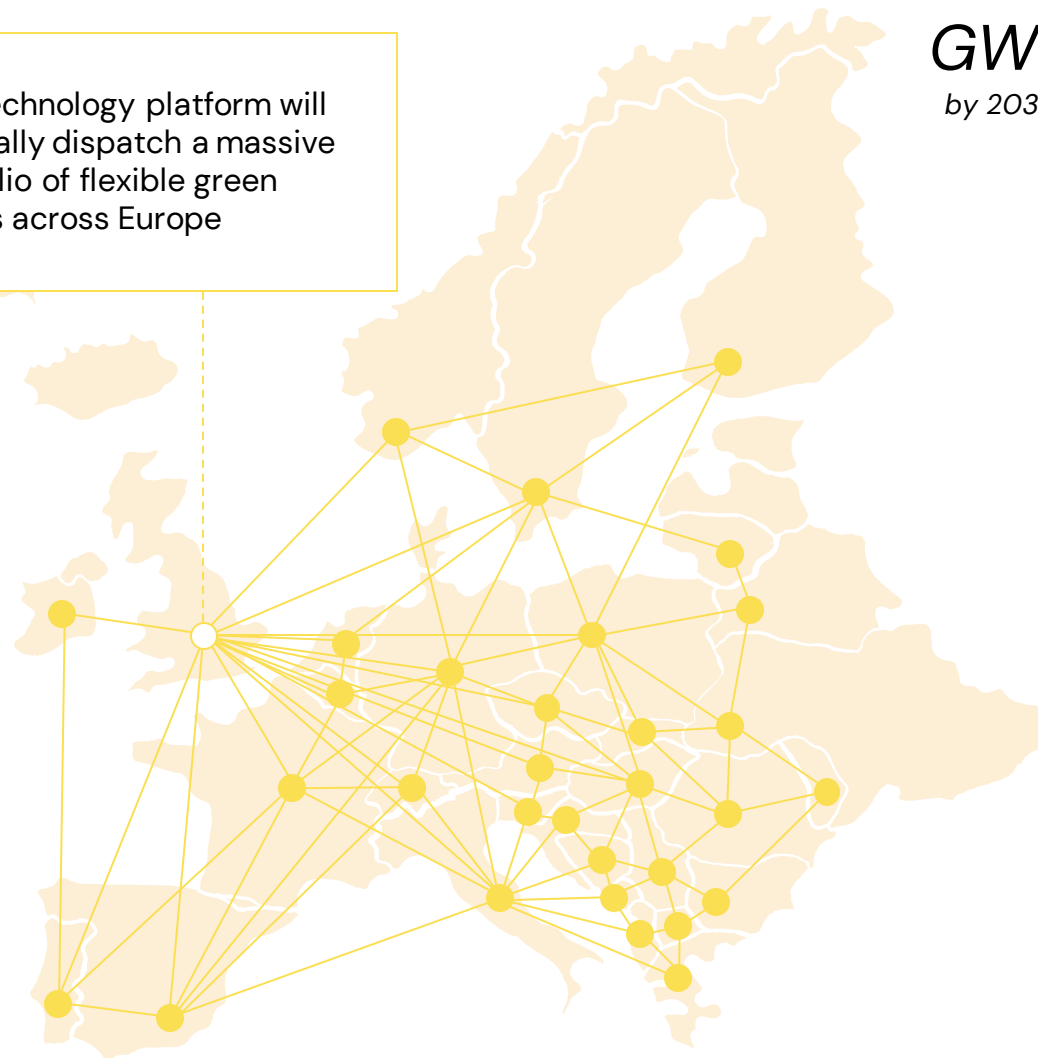 echnology platform will
ally dispatch a massive
lio of flexible green
s across Europe
GW
by 203